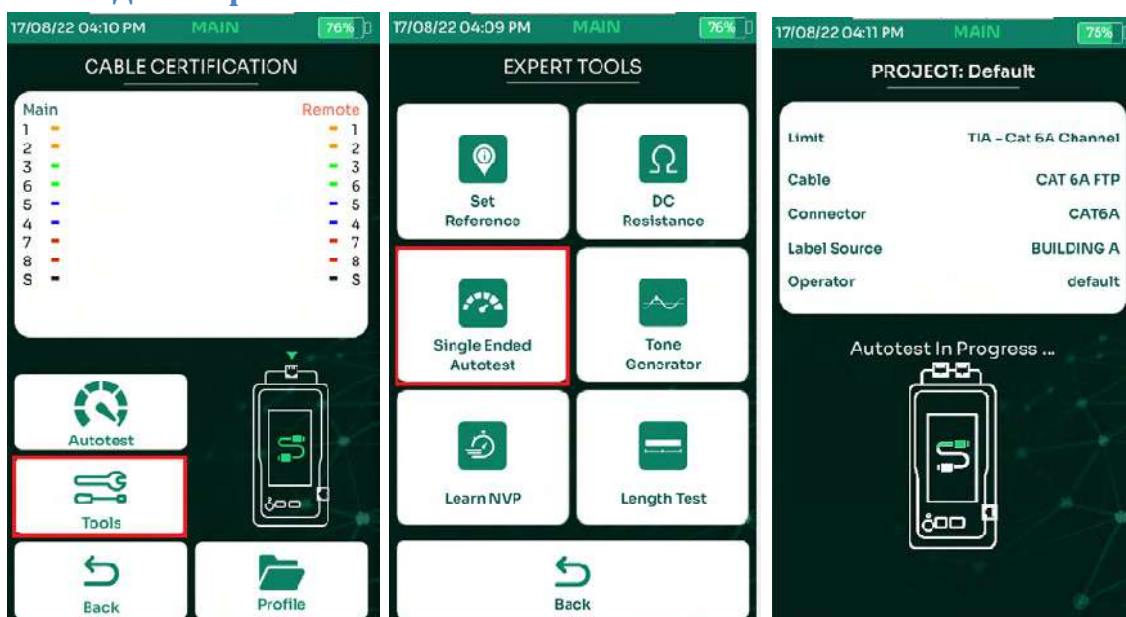 17/08/22 04:10 PM MAIN 76%
CABLE CERTIFICATION
Main Remote
1 1
2 2
3 3
6 6
5 5
4 4
7 7
8 8
S S
Autotest
Tools
Back Profile
17/08/22 04:09 PM MAIN 76%
EXPERT TOOLS
Set
Reference
DC
Resistance
Single Ended
Autotest
Tone
Generator
Learn NVP Length Test
Back
17/08/22 04:11 PM MAIN 75%
PROJECT: Default
Limit TIA - Cat 6A Channel
Cable CAT 6A FTP
Connector CAT6A
Label Source BUILDING A
Operator default
Autotest In Progress ...